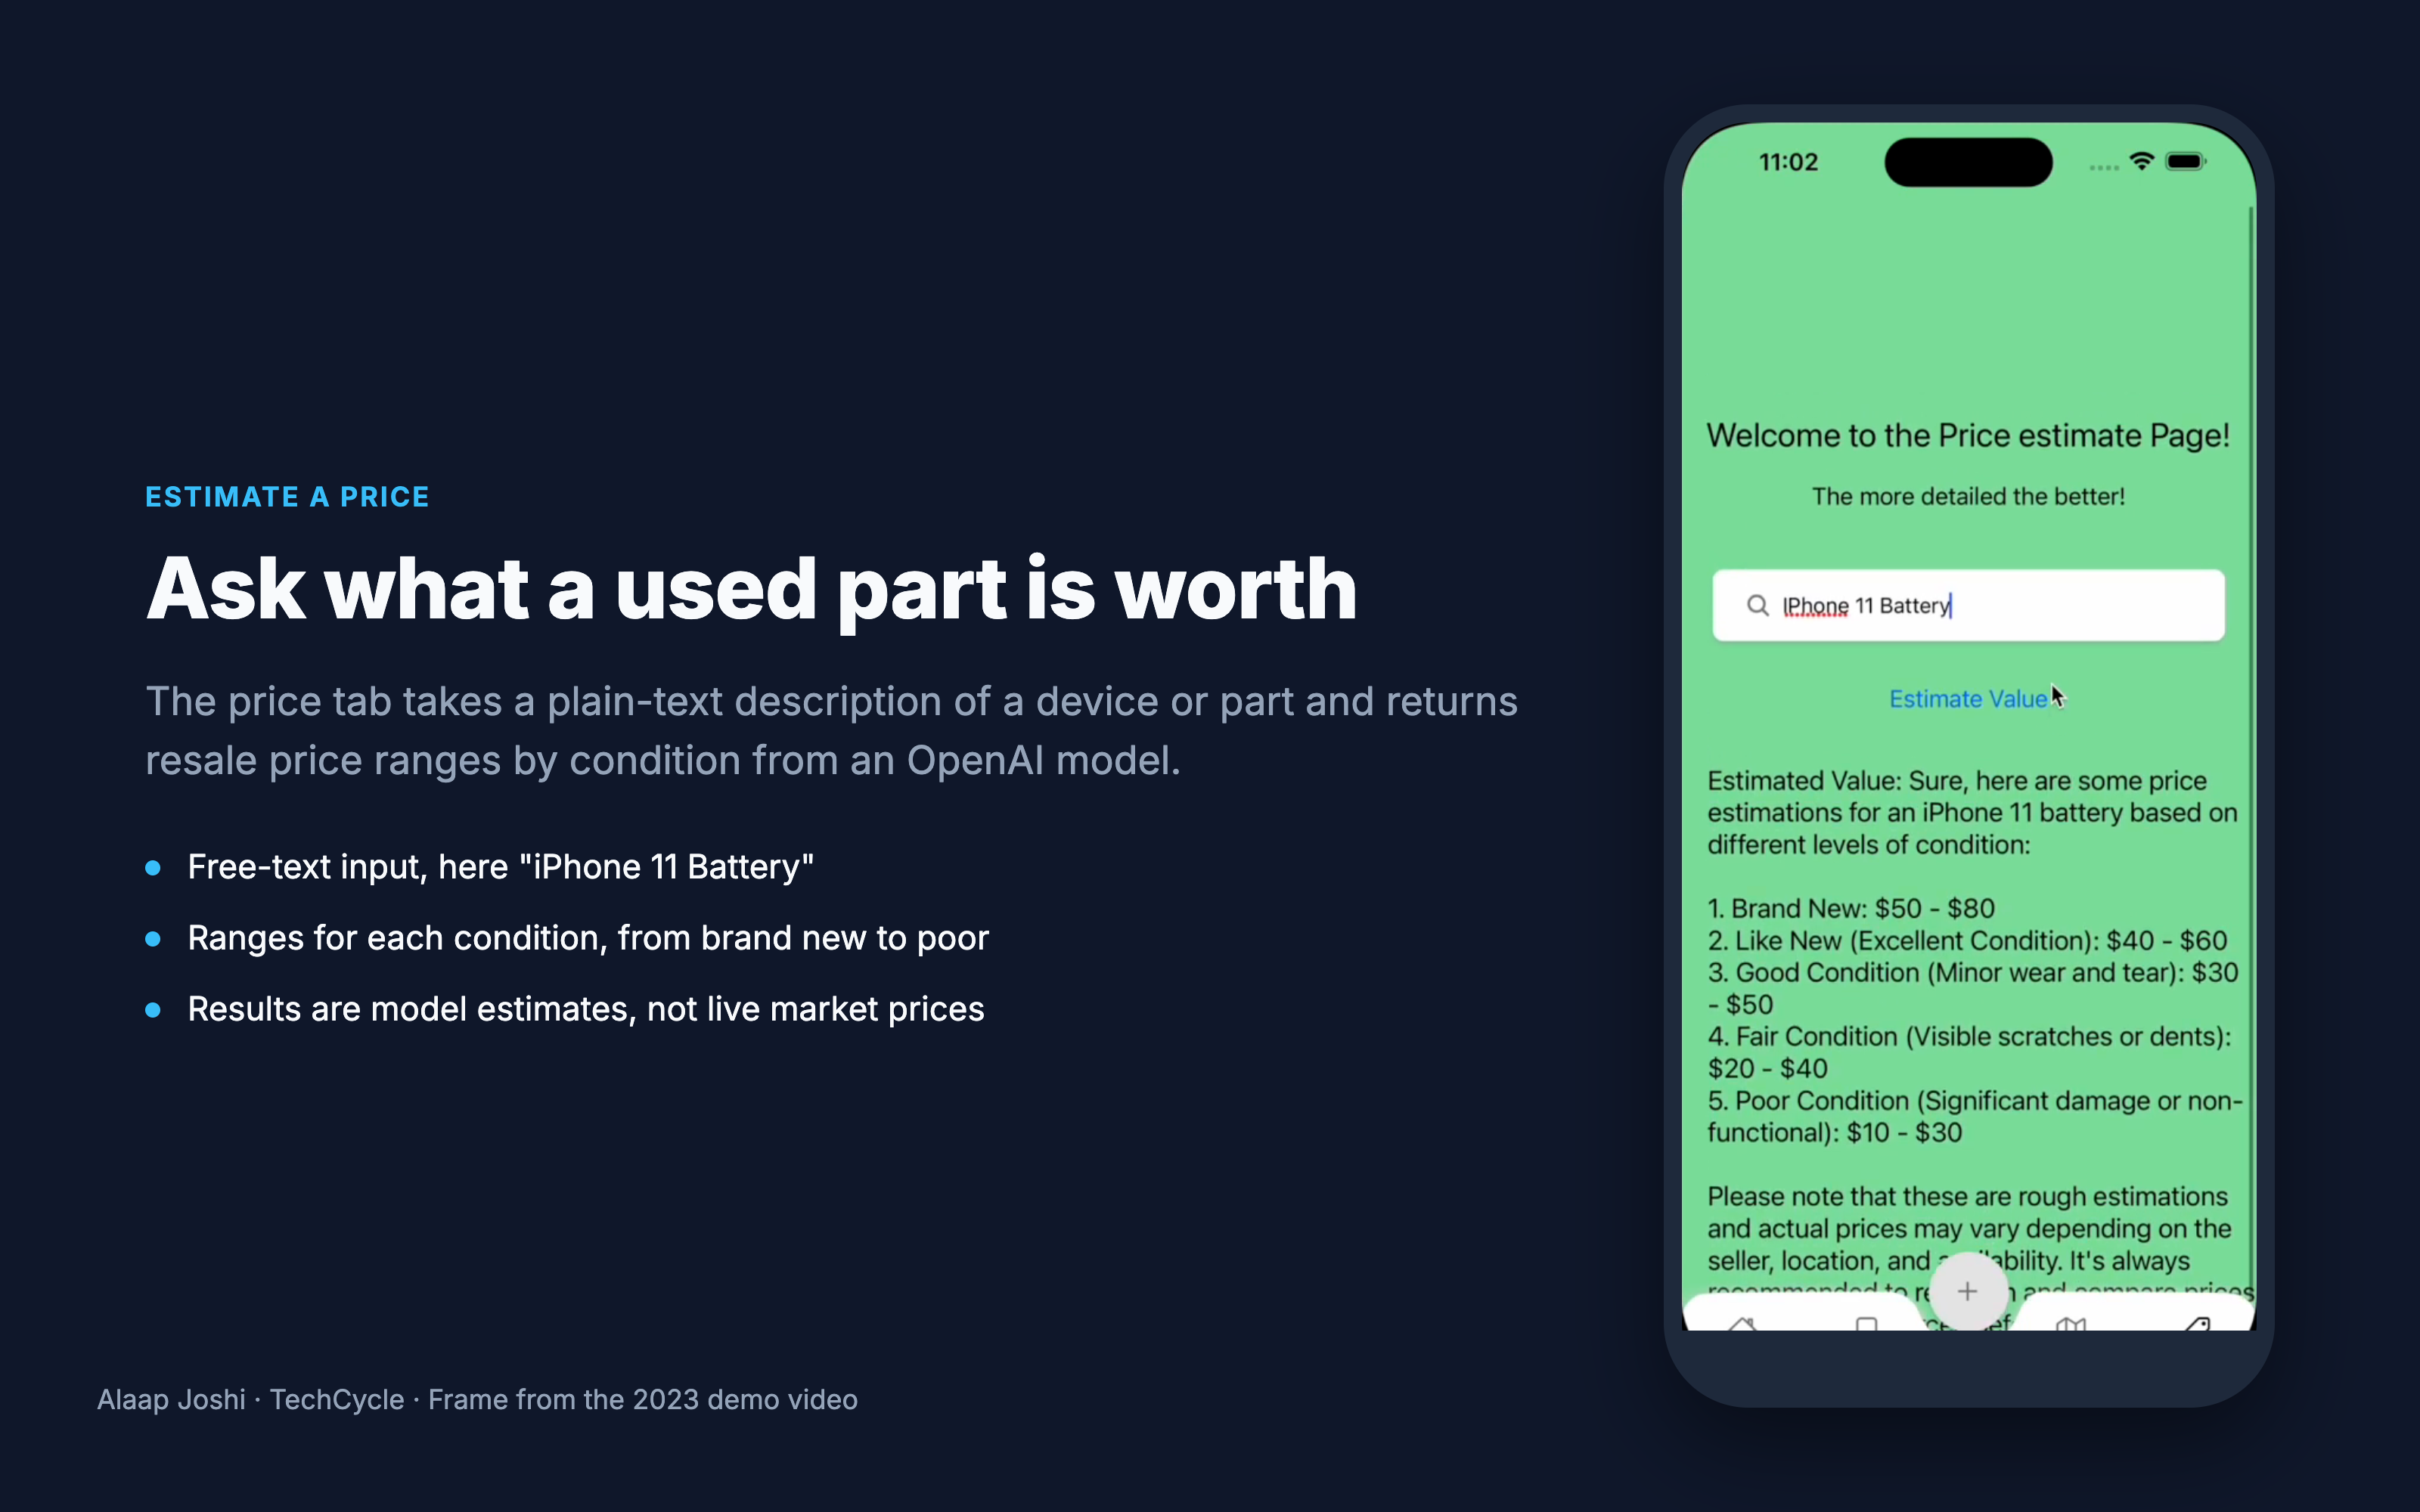 ESTIMATE A PRICE
Ask what a used part is worth
The price tab takes a plain-text description of a device or part and returns
resale price ranges by condition from an OpenAI model.
Free-text input, here "iPhone 11 Battery"
Ranges for each condition, from brand new to poor
Results are model estimates, not live market prices
Alaap Joshi · TechCycle · Frame from the 2023 demo video
11:02
Welcome to the Price estimate Page!
The more detailed the better!
IPhone 11 Battery
Estimate Value
Estimated Value: Sure, here are some price
estimations for an iPhone 11 battery based on
different levels of condition:
1. Brand New: $50 - $80
2. Like New (Excellent Condition): $40 - $60
3. Good Condition (Minor wear and tear): $30
- $50
4. Fair Condition (Visible scratches or dents):
$20 - $40
5. Poor Condition (Significant damage or non-
functional): $10 - $30
Please note that these are rough estimations
and actual prices may vary depending on the
seller, location, and It's always
recommended to and compare prices